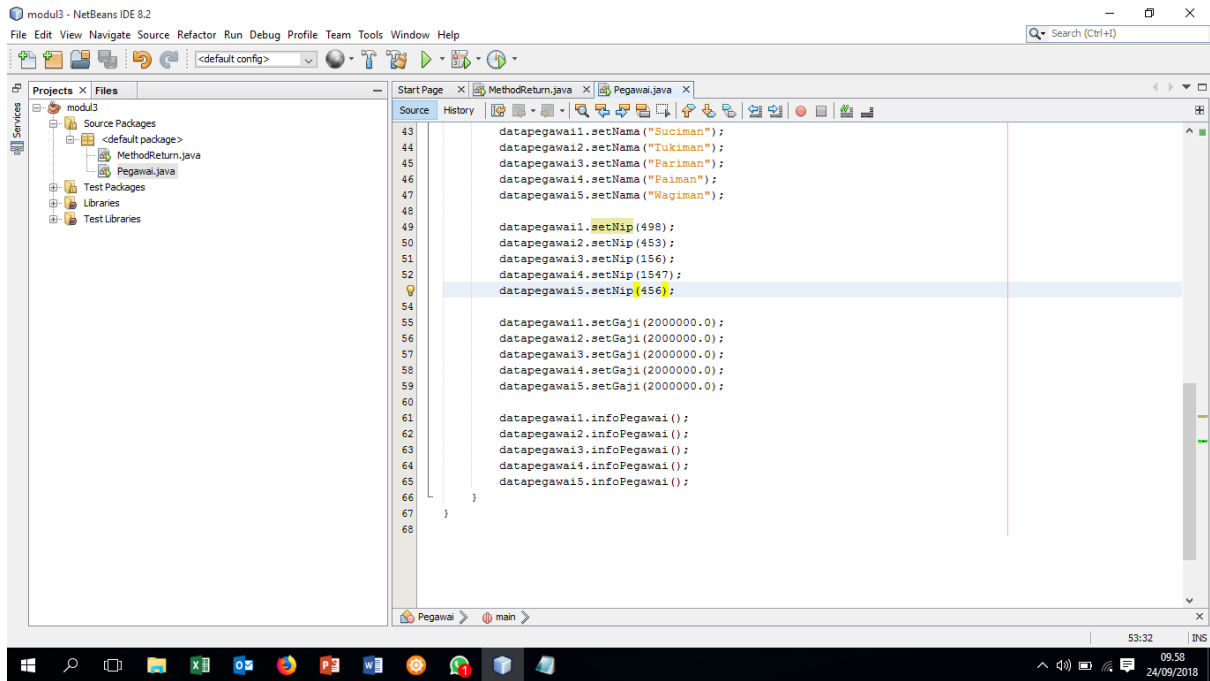 modul3 - NetBeans IDE 8.2
File Edit View Navigate Source Refactor Run Debug Profile Team Tools Window Help
Search (Ctrl+I)
<default config>
Projects Files
Start Page MethodReturn.java Pegawai.java
Services
modul3
Source Packages
<default package>
MethodReturn.java
Pegawai.java
Test Packages
Libraries
Test Libraries
Source History
43 datapegawai1.setNama("Suciman");
44 datapegawai2.setNama("Tukiman");
45 datapegawai3.setNama("Pariman");
46 datapegawai4.setNama("Paiman");
47 datapegawai5.setNama("Wagiman");
48
49 datapegawai1.setNip(498);
50 datapegawai2.setNip(453);
51 datapegawai3.setNip(156);
52 datapegawai4.setNip(1547);
datapegawai5.setNip(456);
54
55 datapegawai1.setGaji(2000000.0);
56 datapegawai2.setGaji(2000000.0);
57 datapegawai3.setGaji(2000000.0);
58 datapegawai4.setGaji(2000000.0);
59 datapegawai5.setGaji(2000000.0);
60
61 datapegawai1.infoPegawai();
62 datapegawai2.infoPegawai();
63 datapegawai3.infoPegawai();
64 datapegawai4.infoPegawai();
65 datapegawai5.infoPegawai();
66 }
67 }
68
Pegawai main
53:32 INS
09.58
24/09/2018